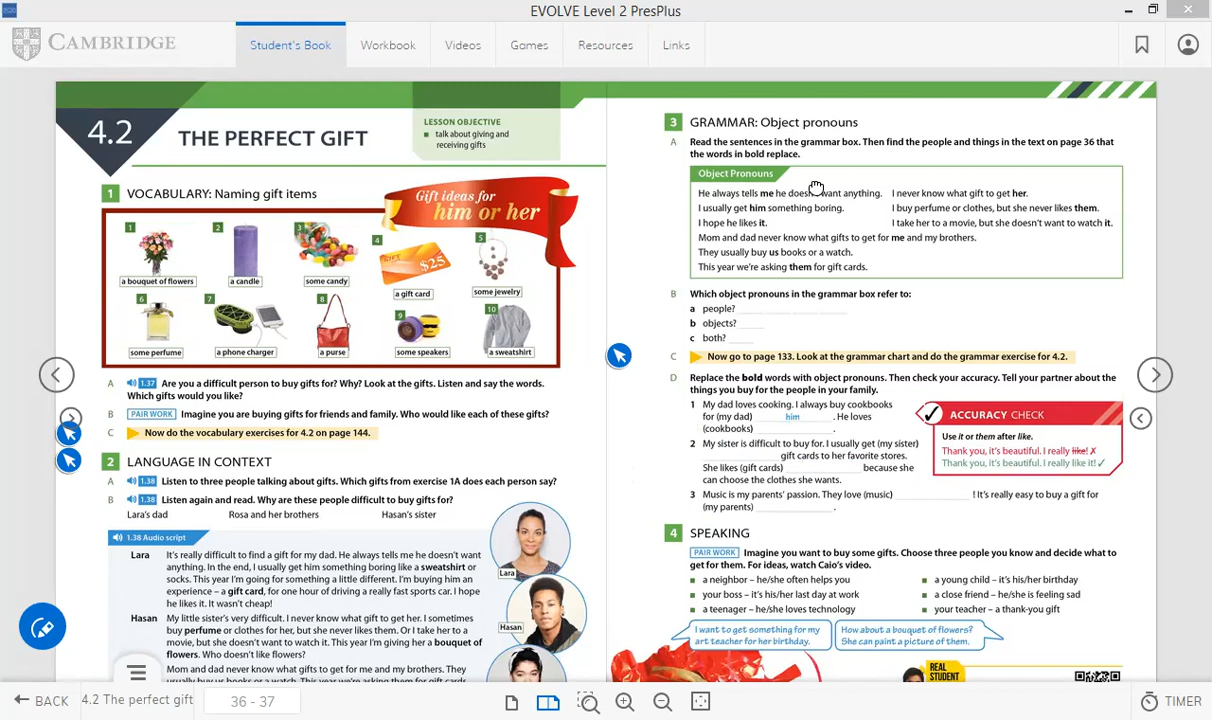 EVOLVE Level 2 PresPlus
CAMBRIDGE
Student's Book
Workbook
Videos
Games
Resources
Links
4.2
THE PERFECT GIFT
LESSON OBJECTIVE
talk about giving and
receiving gifts
1 VOCABULARY: Naming gift items
Gift ideas for
him or her
1
2
3
4
5
$25
a bouquet of flowers
a candle
some candy
a gift card
some jewelry
6
7
8
9
10
some perfume
a phone charger
a purse
some speakers
a sweatshirt
A 1.37 Are you a difficult person to buy gifts for? Why? Look at the gifts. Listen and say the words.
Which gifts would you like?
B PAIR WORK Imagine you are buying gifts for friends and family. Who would like each of these gifts?
C Now do the vocabulary exercises for 4.2 on page 144.
2 LANGUAGE IN CONTEXT
A 1.38 Listen to three people talking about gifts. Which gifts from exercise 1A does each person say?
B 1.38 Listen again and read. Why are these people difficult to buy gifts for?
Lara's dad Rosa and her brothers Hasan's sister
1.38 Audio script
Lara It's really difficult to find a gift for my dad. He always tells me he doesn't want
anything. In the end, I usually get him something boring like a sweatshirt or
socks. This year I'm going for something a little different. I'm buying him an
experience – a gift card, for one hour of driving a really fast sports car. I hope
he likes it. It wasn't cheap!
Hasan My little sister's very difficult. I never know what gift to get her. I sometimes
buy perfume or clothes for her, but she never likes them. Or I take her to a
movie, but she doesn't want to watch it. This year I'm giving her a bouquet of
flowers. Who doesn't like flowers?
Mom and dad never know what gifts to get for me and my brothers. They
usually buy us books or a watch. This year we're asking them for gift cards.
Lara
Hasan
3 GRAMMAR: Object pronouns
A Read the sentences in the grammar box. Then find the people and things in the text on page 36 that
the words in bold replace.
Object Pronouns
He always tells me he doesn't want anything. I never know what gift to get her.
I usually get him something boring. I buy perfume or clothes, but she never likes them.
I hope he likes it. I take her to a movie, but she doesn't want to watch it.
Mom and dad never know what gifts to get for me and my brothers.
They usually buy us books or a watch.
This year we're asking them for gift cards.
B Which object pronouns in the grammar box refer to:
a people?
b objects?
c both?
C Now go to page 133. Look at the grammar chart and do the grammar exercise for 4.2.
D Replace the bold words with object pronouns. Then check your accuracy. Tell your partner about the
things you buy for the people in your family.
1 My dad loves cooking. I always buy cookbooks
for (my dad) him . He loves
(cookbooks) .
2 My sister is difficult to buy for. I usually get (my sister)
gift cards to her favorite stores.
She likes (gift cards) because she
can choose the clothes she wants.
3 Music is my parents' passion. They love (music) ! It's really easy to buy a gift for
(my parents) .
ACCURACY CHECK
Use it or them after like.
Thank you, it's beautiful. I really like! ✗
Thank you, it's beautiful. I really like it! ✓
4 SPEAKING
PAIR WORK Imagine you want to buy some gifts. Choose three people you know and decide what to
get for them. For ideas, watch Caio's video.
a neighbor – he/she often helps you
your boss – it's his/her last day at work
a teenager – he/she loves technology
a young child – it's his/her birthday
a close friend – he/she is feeling sad
your teacher – a thank-you gift
I want to get something for my
art teacher for her birthday.
How about a bouquet of flowers?
She can paint a picture of them.
REAL
STUDENT
BACK
4.2 The perfect gift
36 - 37
TIMER